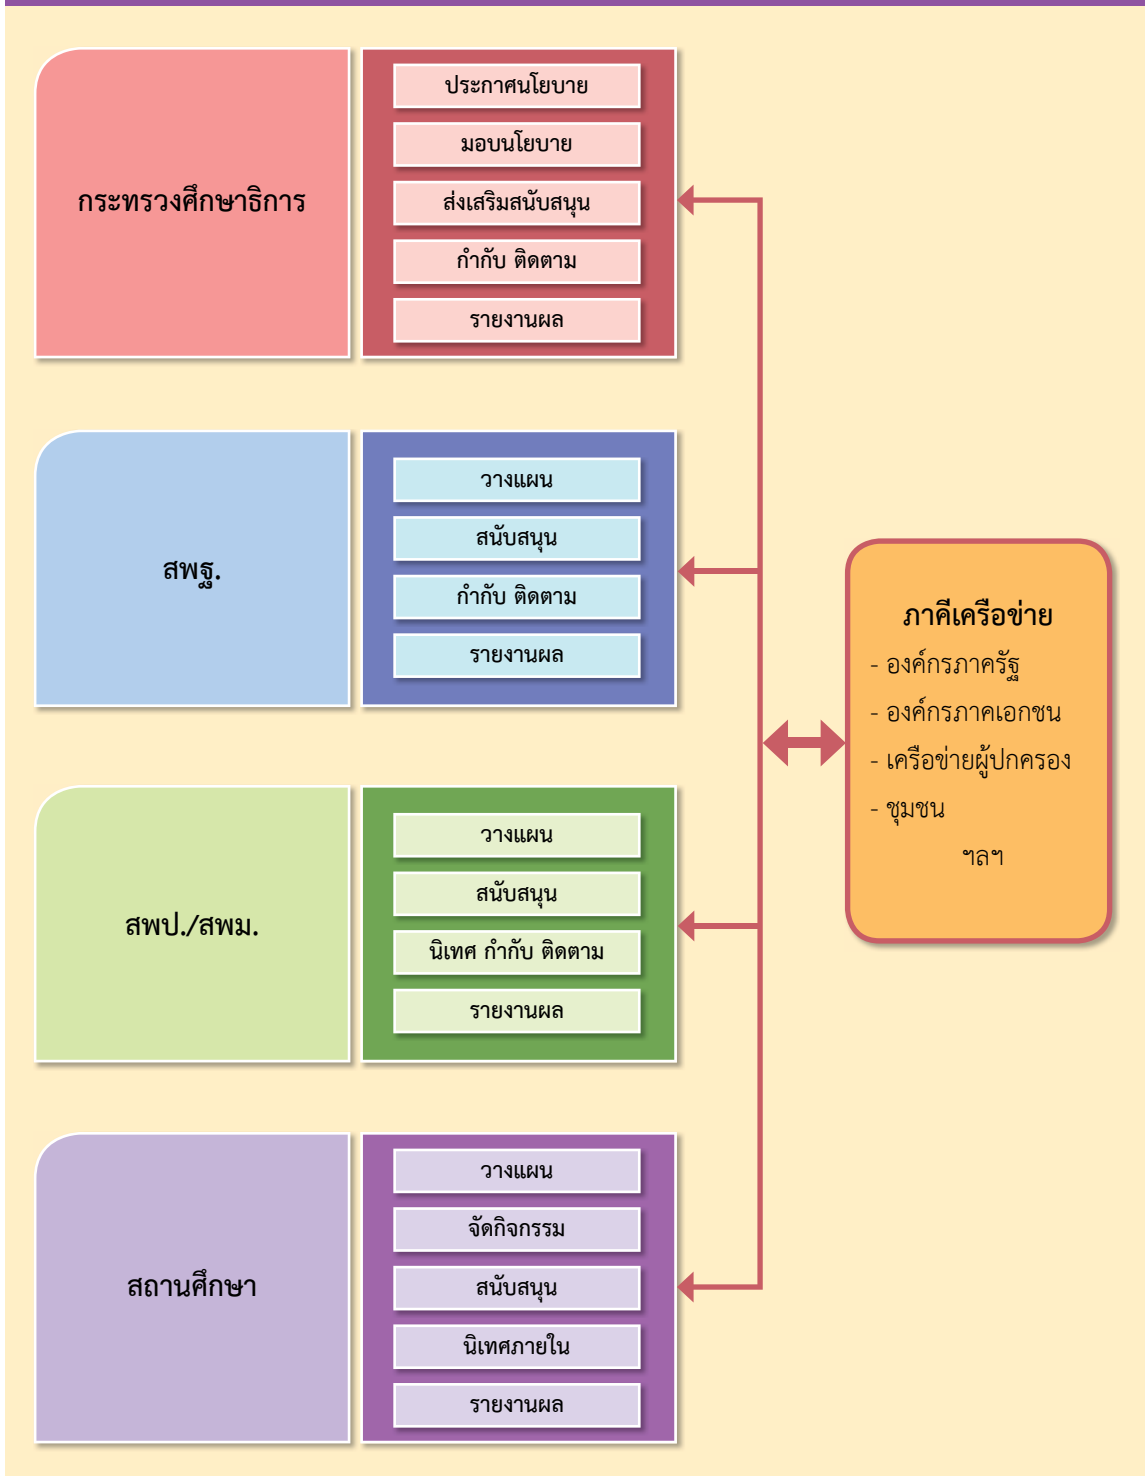 กระทรวงศึกษาธิการ
ประกาศนโยบาย
มอบนโยบาย
ส่งเสริมสนับสนุน
กำกับ ติดตาม
รายงานผล
สพฐ.
วางแผน
สนับสนุน
กำกับ ติดตาม
รายงานผล
สพป./สพม.
วางแผน
สนับสนุน
นิเทศ กำกับ ติดตาม
รายงานผล
สถานศึกษา
วางแผน
จัดกิจกรรม
สนับสนุน
นิเทศภายใน
รายงานผล
ภาคีเครือข่าย
- องค์กรภาครัฐ
- องค์กรภาคเอกชน
- เครือข่ายผู้ปกครอง
- ชุมชน
ฯลฯ